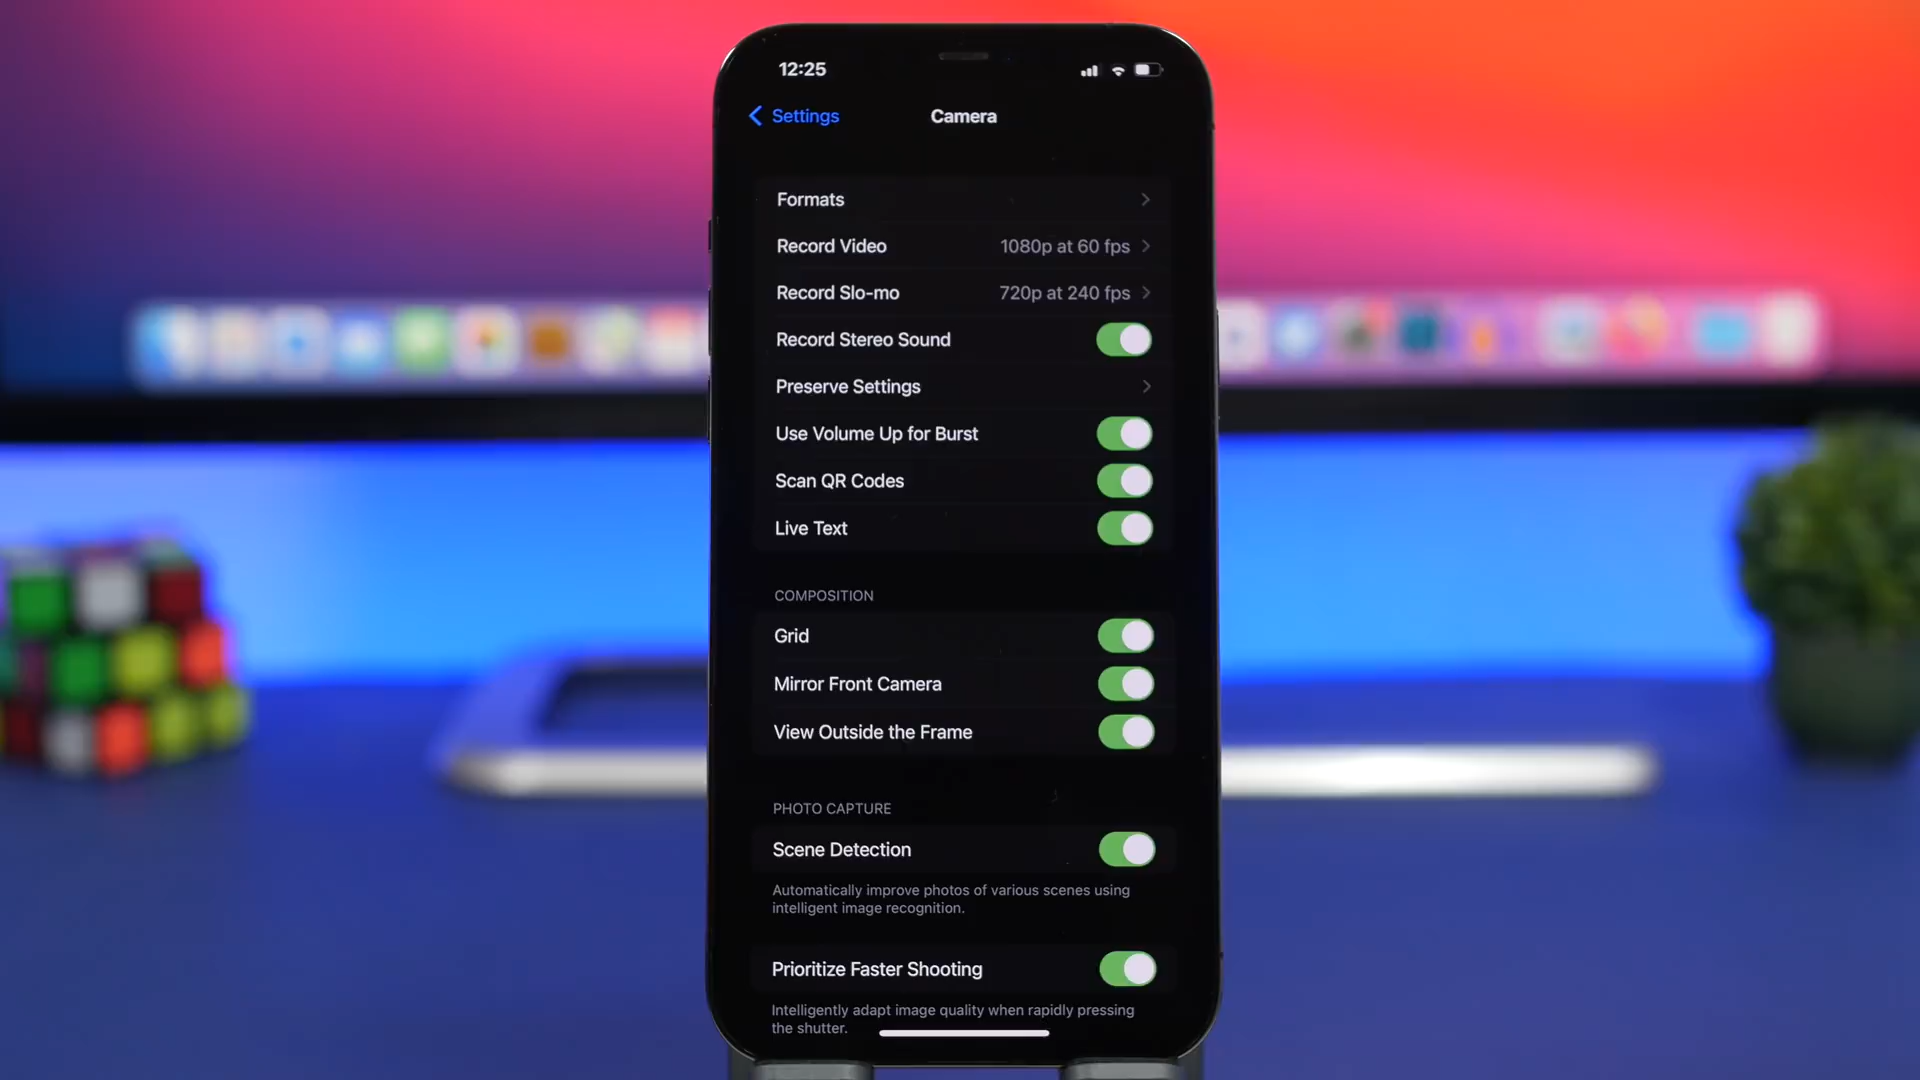 12:25
Settings
Camera
Formats
Record Video 1080p at 60 fps
Record Slo-mo 720p at 240 fps
Record Stereo Sound
Preserve Settings
Use Volume Up for Burst
Scan QR Codes
Live Text
COMPOSITION
Grid
Mirror Front Camera
View Outside the Frame
PHOTO CAPTURE
Scene Detection
Automatically improve photos of various scenes using
intelligent image recognition.
Prioritize Faster Shooting
Intelligently adapt image quality when rapidly pressing
the shutter.